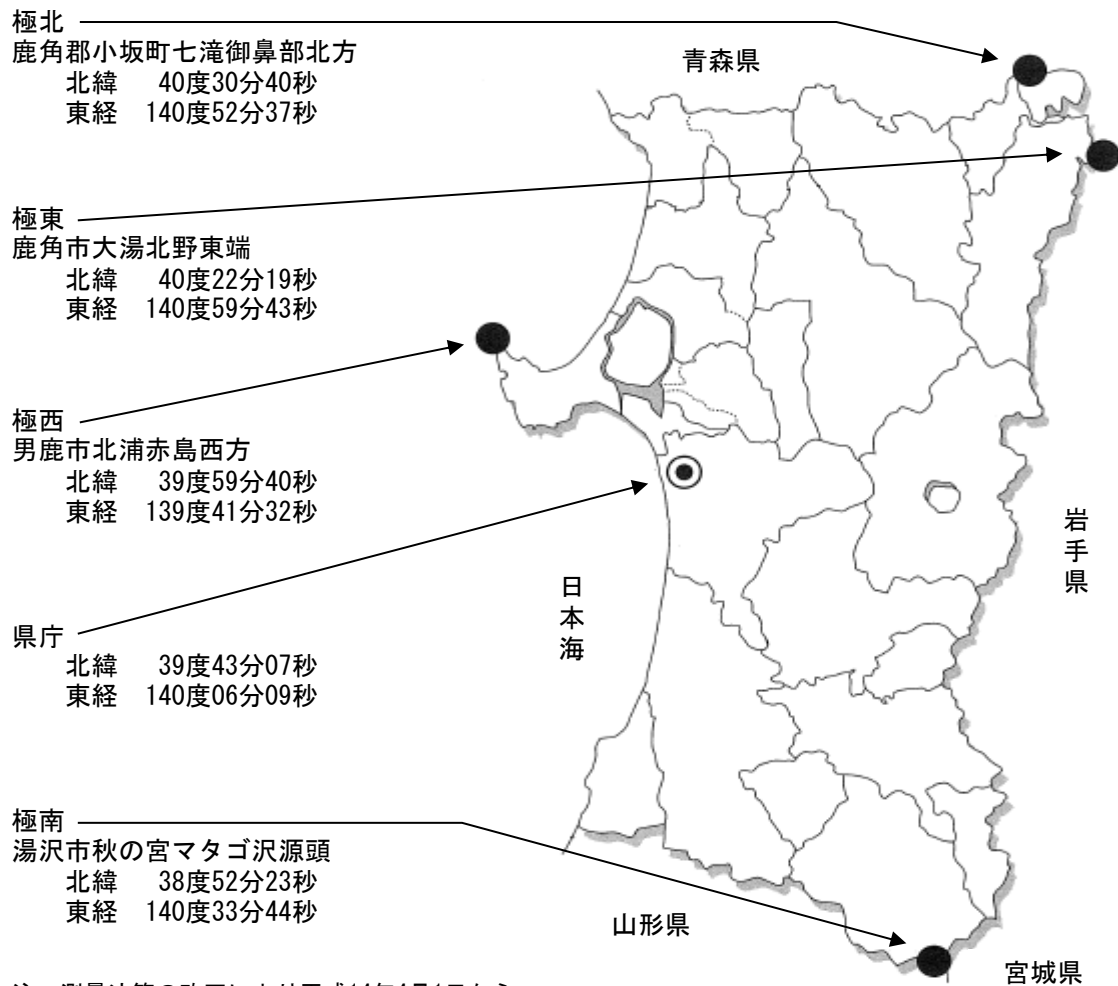 極北
鹿角郡小坂町七滝御鼻部北方
北緯 40度30分40秒
東経 140度52分37秒
極東
鹿角市大湯北野東端
北緯 40度22分19秒
東経 140度59分43秒
極西
男鹿市北浦赤島西方
北緯 39度59分40秒
東経 139度41分32秒
県庁
北緯 39度43分07秒
東経 140度06分09秒
極南
湯沢市秋の宮マタゴ沢源頭
北緯 38度52分23秒
東経 140度33分44秒
青森県
岩手県
日本海
山形県
宮城県